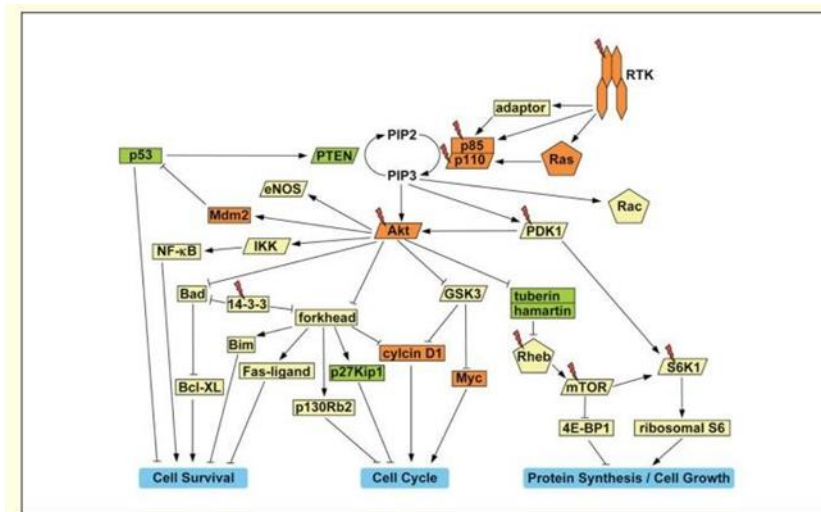 RTK
adaptor
PIP2
p85
p53
PTEN
p110
Ras
PIP3
eNOS
Rac
Mdm2
Akt
PDK1
NF-κB
IKK
Bad
GSK3
14-3-3
tuberin
forkhead
hamartin
Bim
cylcin D1
Rheb
S6K1
Fas-ligand
p27Kip1
Myc
mTOR
Bcl-XL
p130Rb2
4E-BP1
ribosomal S6
Cell Survival
Cell Cycle
Protein Synthesis / Cell Growth